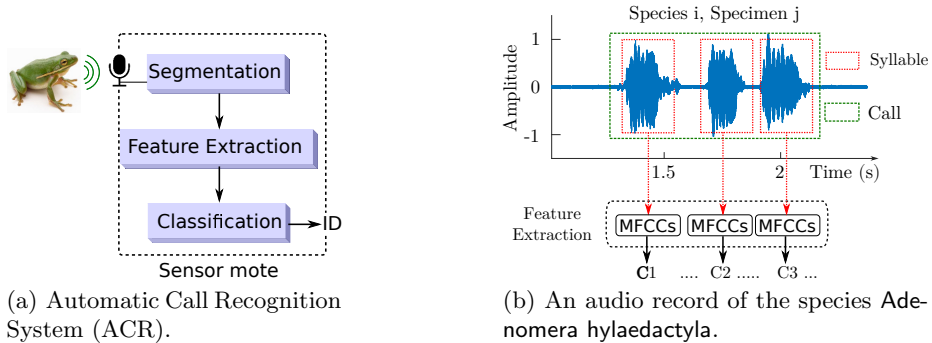 Segmentation
Feature Extraction
Classification
ID
Sensor mote
(a) Automatic Call Recognition
System (ACR).
Species i, Specimen j
Amplitude
1
0
-1
1.5
2
Time (s)
Syllable
Call
Feature
Extraction
MFCCs MFCCs MFCCs
C1 .... C2 ..... C3 ...
(b) An audio record of the species Ade-
nomera hylaedactyla.